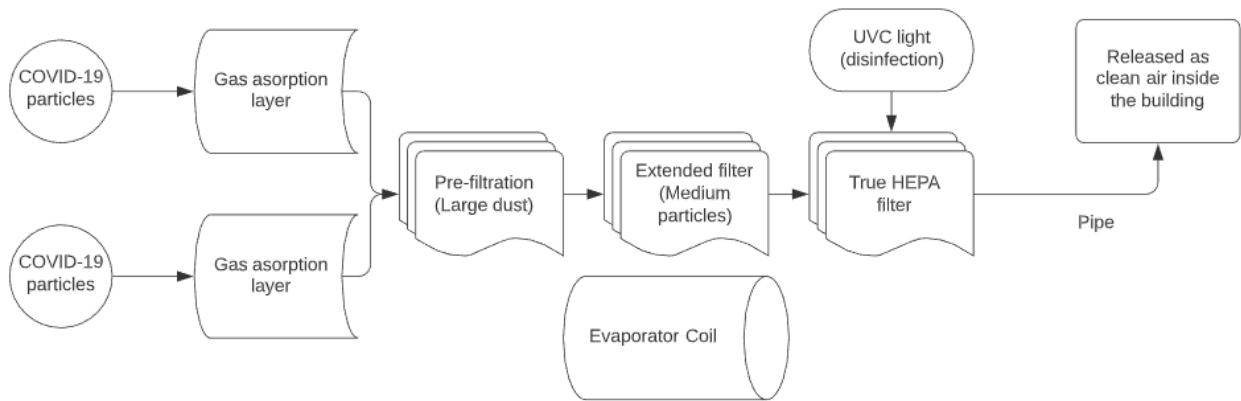 COVID-19
particles
Gas asorption
layer
COVID-19
particles
Gas asorption
layer
Pre-filtration
(Large dust)
Extended filter
(Medium
particles)
UVC light
(disinfection)
True HEPA
filter
Evaporator Coil
Pipe
Released as
clean air inside
the building